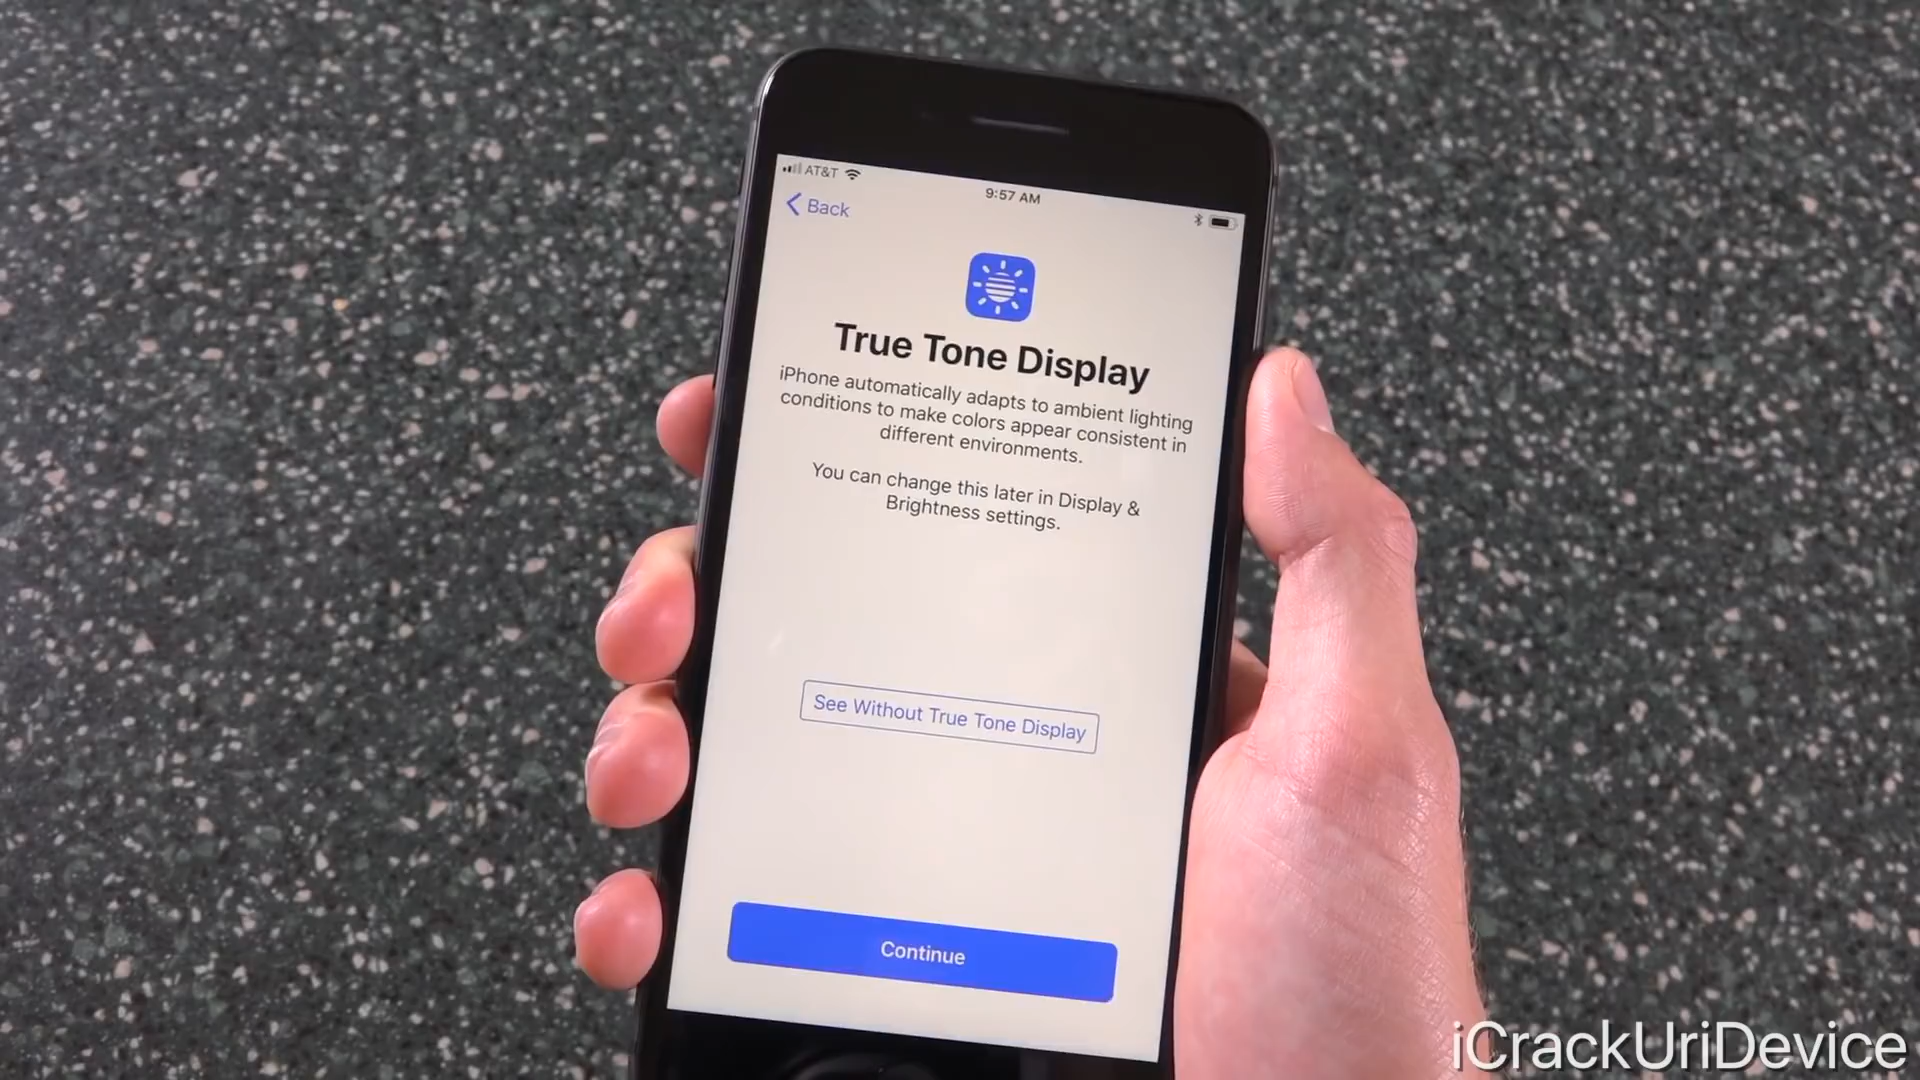 AT&T
9:57 AM
Back
True Tone Display
iPhone automatically adapts to ambient lighting
conditions to make colors appear consistent in
different environments.
You can change this later in Display &
Brightness settings.
See Without True Tone Display
Continue
iCrackUriDevice